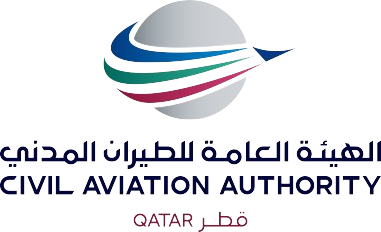 الهيئة العامة للطيران المدني
CIVIL AVIATION AUTHORITY
QATAR قطر